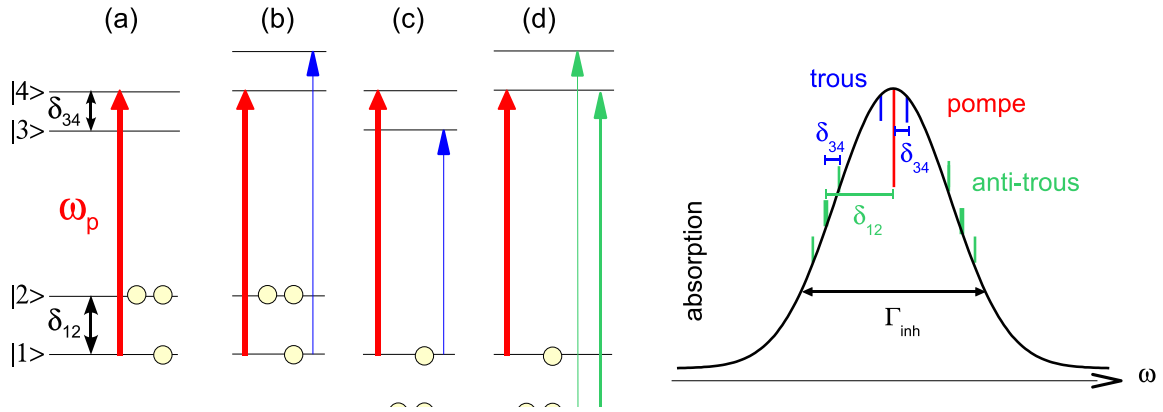 (a) (b) (c) (d)
|4>
δ34
|3>
ωp
|2>
δ12
|1>
trous
pompe
δ34
δ34
anti-trous
δ12
absorption
Γinh
ω